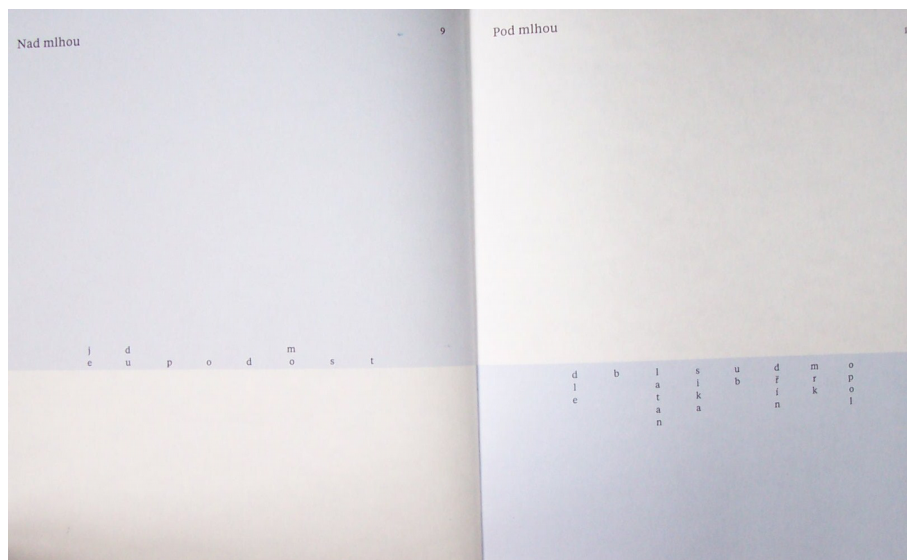 Nad mlhou
9
j d m
e u p o d o s t
Pod mlhou
d b l s u d m o
l a i b ř r p
e t k í k o
a a n l
n